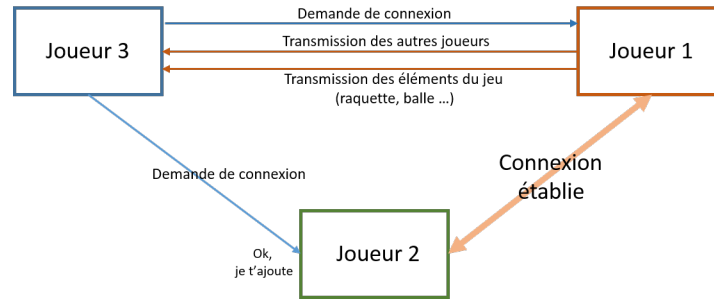 Demande de connexion
Joueur 3
Transmission des autres joueurs
Joueur 1
Transmission des éléments du jeu
(raquette, balle ...)
Demande de connexion
Connexion
établie
Ok,
je t'ajoute
Joueur 2